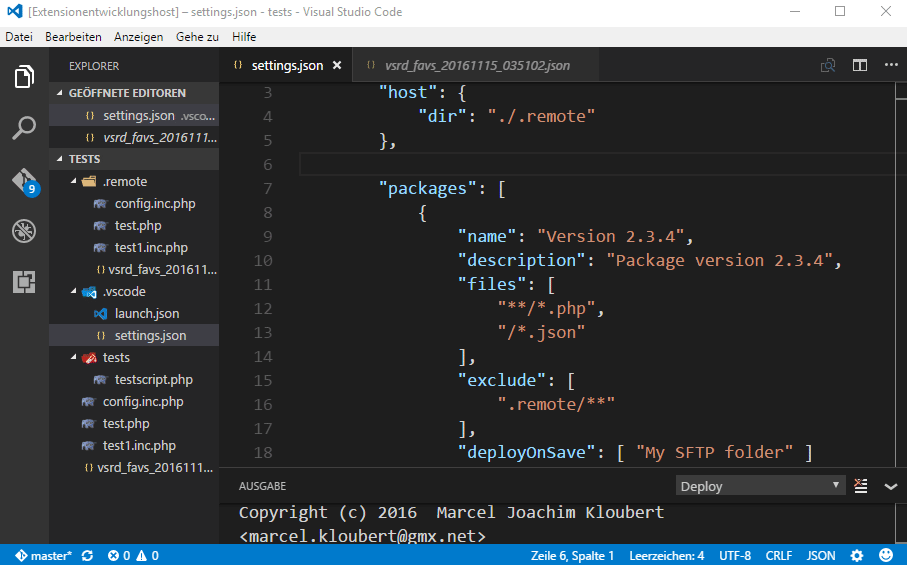 [Extensionentwicklungshost] – settings.json - tests - Visual Studio Code
Datei Bearbeiten Anzeigen Gehe zu Hilfe
EXPLORER
GEÖFFNETE EDITOREN
settings.json .vsco...
vsrd_favs_2016111...
TESTS
.remote
config.inc.php
test.php
test1.inc.php
vsrd_favs_201611...
.vscode
launch.json
settings.json
tests
testscript.php
config.inc.php
test.php
test1.inc.php
vsrd_favs_2016111...
9
settings.json vsrd_favs_20161115_035102.json
3 "host": {
4 "dir": "./.remote"
5 },
6
7 "packages": [
8 {
9 "name": "Version 2.3.4",
10 "description": "Package version 2.3.4",
11 "files": [
12 "**/*.php",
13 "/*.json"
14 ],
15 "exclude": [
16 ".remote/**"
17 ],
18 "deployOnSave": [ "My SFTP folder" ]
AUSGABE Deploy
Copyright (c) 2016  Marcel Joachim Kloubert
<marcel.kloubert@gmx.net>
master* 0 0 Zeile 6, Spalte 1 Leerzeichen: 4 UTF-8 CRLF JSON